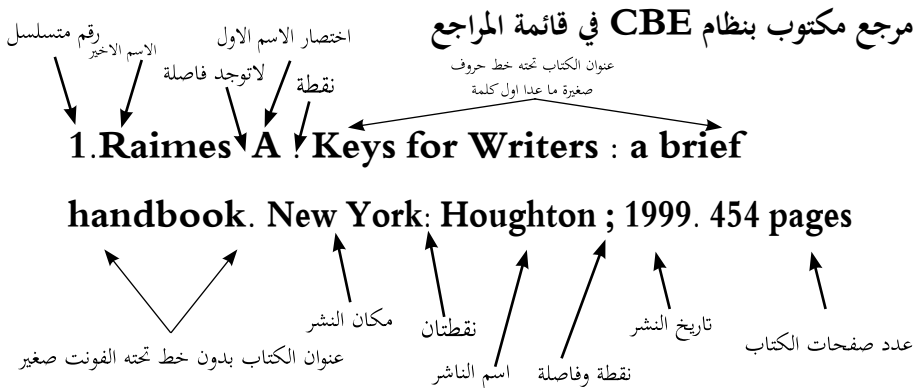 مرجع مكتوب بنظام CBE في قائمة المراجع
رقم متسلسل
الاسم الاخير
اختصار الاسم الاول
لاتوجد فاصلة
نقطة
عنوان الكتاب تحته خط حروف
صغيرة ما عدا اول كلمة
1.Raimes A . Keys for Writers : a brief
handbook. New York: Houghton ; 1999. 454 pages
عنوان الكتاب بدون خط تحته الفونت صغير
مكان النشر
نقطتان
اسم الناشر
نقطة وفاصلة
تاريخ النشر
عدد صفحات الكتاب